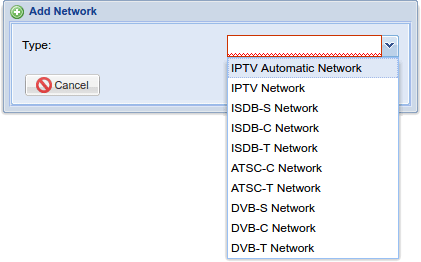 Add Network
Type:
IPTV Automatic Network
IPTV Network
ISDB-S Network
ISDB-C Network
ISDB-T Network
ATSC-C Network
ATSC-T Network
DVB-S Network
DVB-C Network
DVB-T Network
Cancel